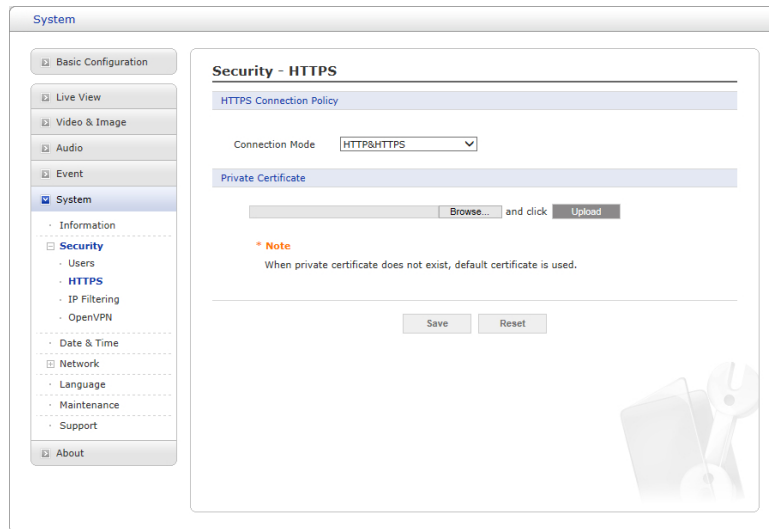 System
Basic Configuration
Live View
Video & Image
Audio
Event
System
Information
Security
Users
HTTPS
IP Filtering
OpenVPN
Date & Time
Network
Language
Maintenance
Support
About
Security - HTTPS
HTTPS Connection Policy
Connection Mode HTTP&HTTPS
Private Certificate
Browse... and click Upload
* Note
When private certificate does not exist, default certificate is used.
Save Reset